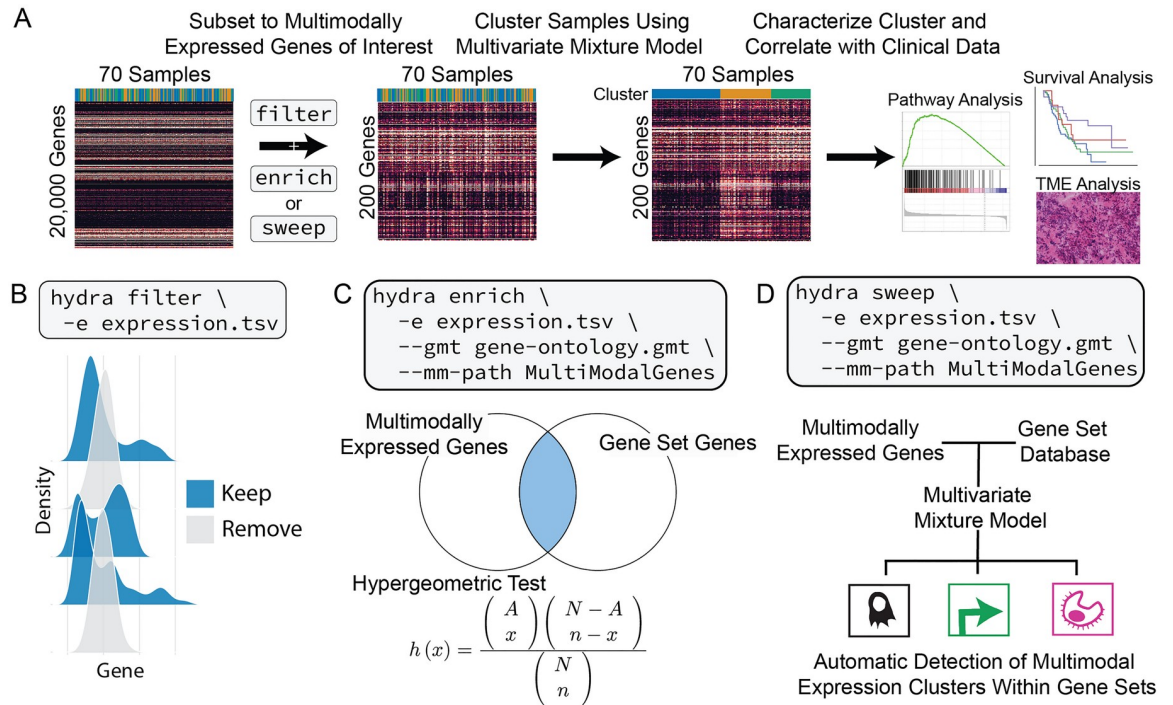 A
Subset to Multimodally
Expressed Genes of Interest
Cluster Samples Using
Multivariate Mixture Model
Characterize Cluster and
Correlate with Clinical Data
70 Samples
20,000 Genes
filter
+
enrich
or
sweep
70 Samples
200 Genes
70 Samples
Cluster
200 Genes
Pathway Analysis
Survival Analysis
TME Analysis
B
hydra filter \
-e expression.tsv
Density
Gene
Keep
Remove
C
hydra enrich \
-e expression.tsv \
--gmt gene-ontology.gmt \
--mm-path MultiModalGenes
Multimodally
Expressed Genes
Gene Set Genes
Hypergeometric Test
h (x) = (A x) (N − A n − x) / (N n)
D
hydra sweep \
-e expression.tsv \
--gmt gene-ontology.gmt \
--mm-path MultiModalGenes
Multimodally
Expressed Genes
Gene Set
Database
Multivariate
Mixture Model
Automatic Detection of Multimodal
Expression Clusters Within Gene Sets